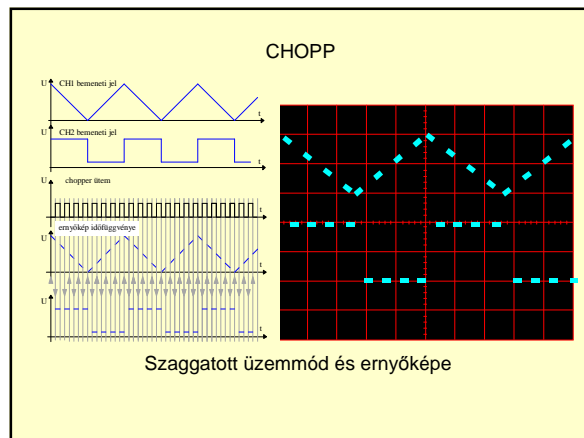 CHOPP
U
CH1 bemeneti jel
t
U
CH2 bemeneti jel
t
U
chopper ütem
t
ernyőkép időfüggvénye
U
t
U
t
Szaggatott üzemmód és ernyőképe